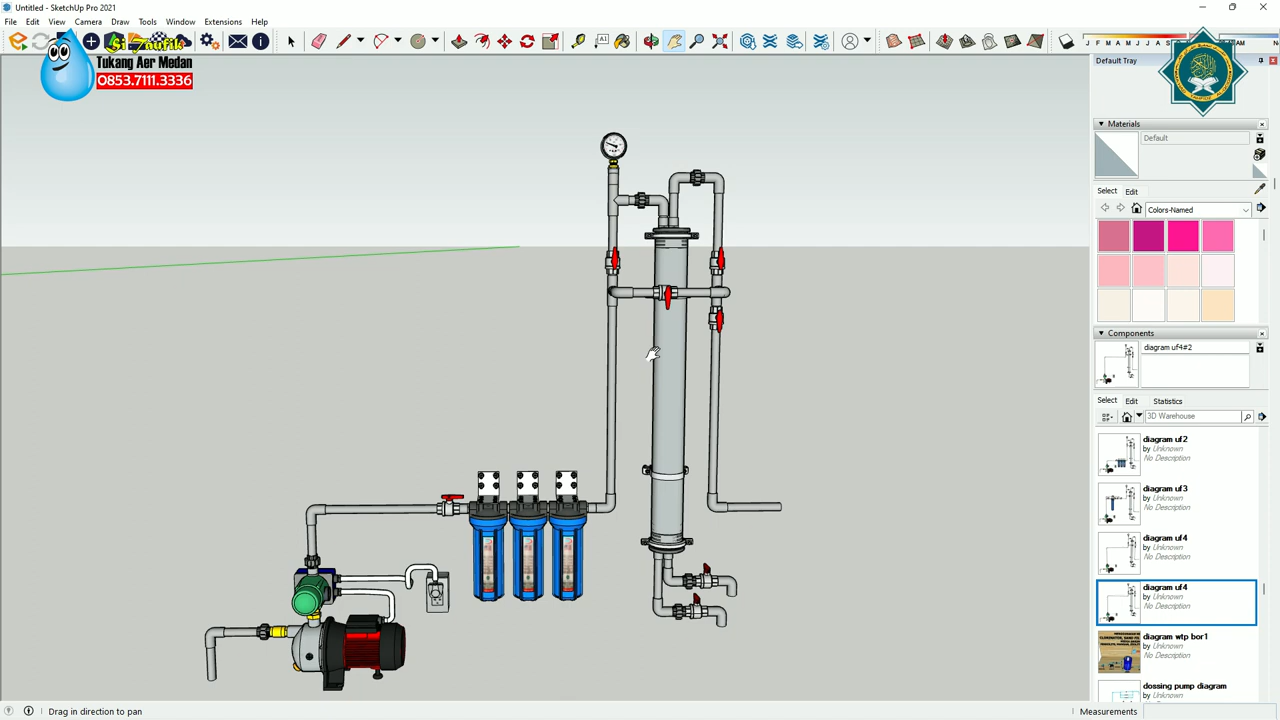 Untitled - SketchUp Pro 2021
File Edit View Camera Draw Tools Window Extensions Help
J F M A M J J A S
AM
Si Taufik
Tukang Aer Medan
0853.7111.3336
Default Tray
Materials
Default
Select Edit
Colors-Named
Components
diagram uf4#2
Select Edit Statistics
3D Warehouse
diagram uf2
by Unknown
No Description
diagram uf3
by Unknown
No Description
diagram uf4
by Unknown
No Description
diagram uf4
by Unknown
No Description
diagram wtp bor1
by Unknown
No Description
dossing pump diagram
by Unknown
Drag in direction to pan
Measurements